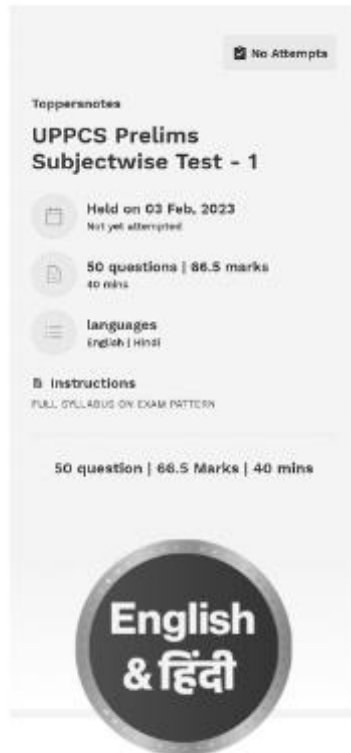 No Attempts
Toppersnotes
UPPCS Prelims
Subjectwise Test - 1
Held on 03 Feb, 2023
Not yet attempted
50 questions | 66.5 marks
40 mins
languages
English | Hindi
Instructions
FULL SYLLABUS ON EXAM PATTERN
50 question | 66.5 Marks | 40 mins
English
& हिंदी